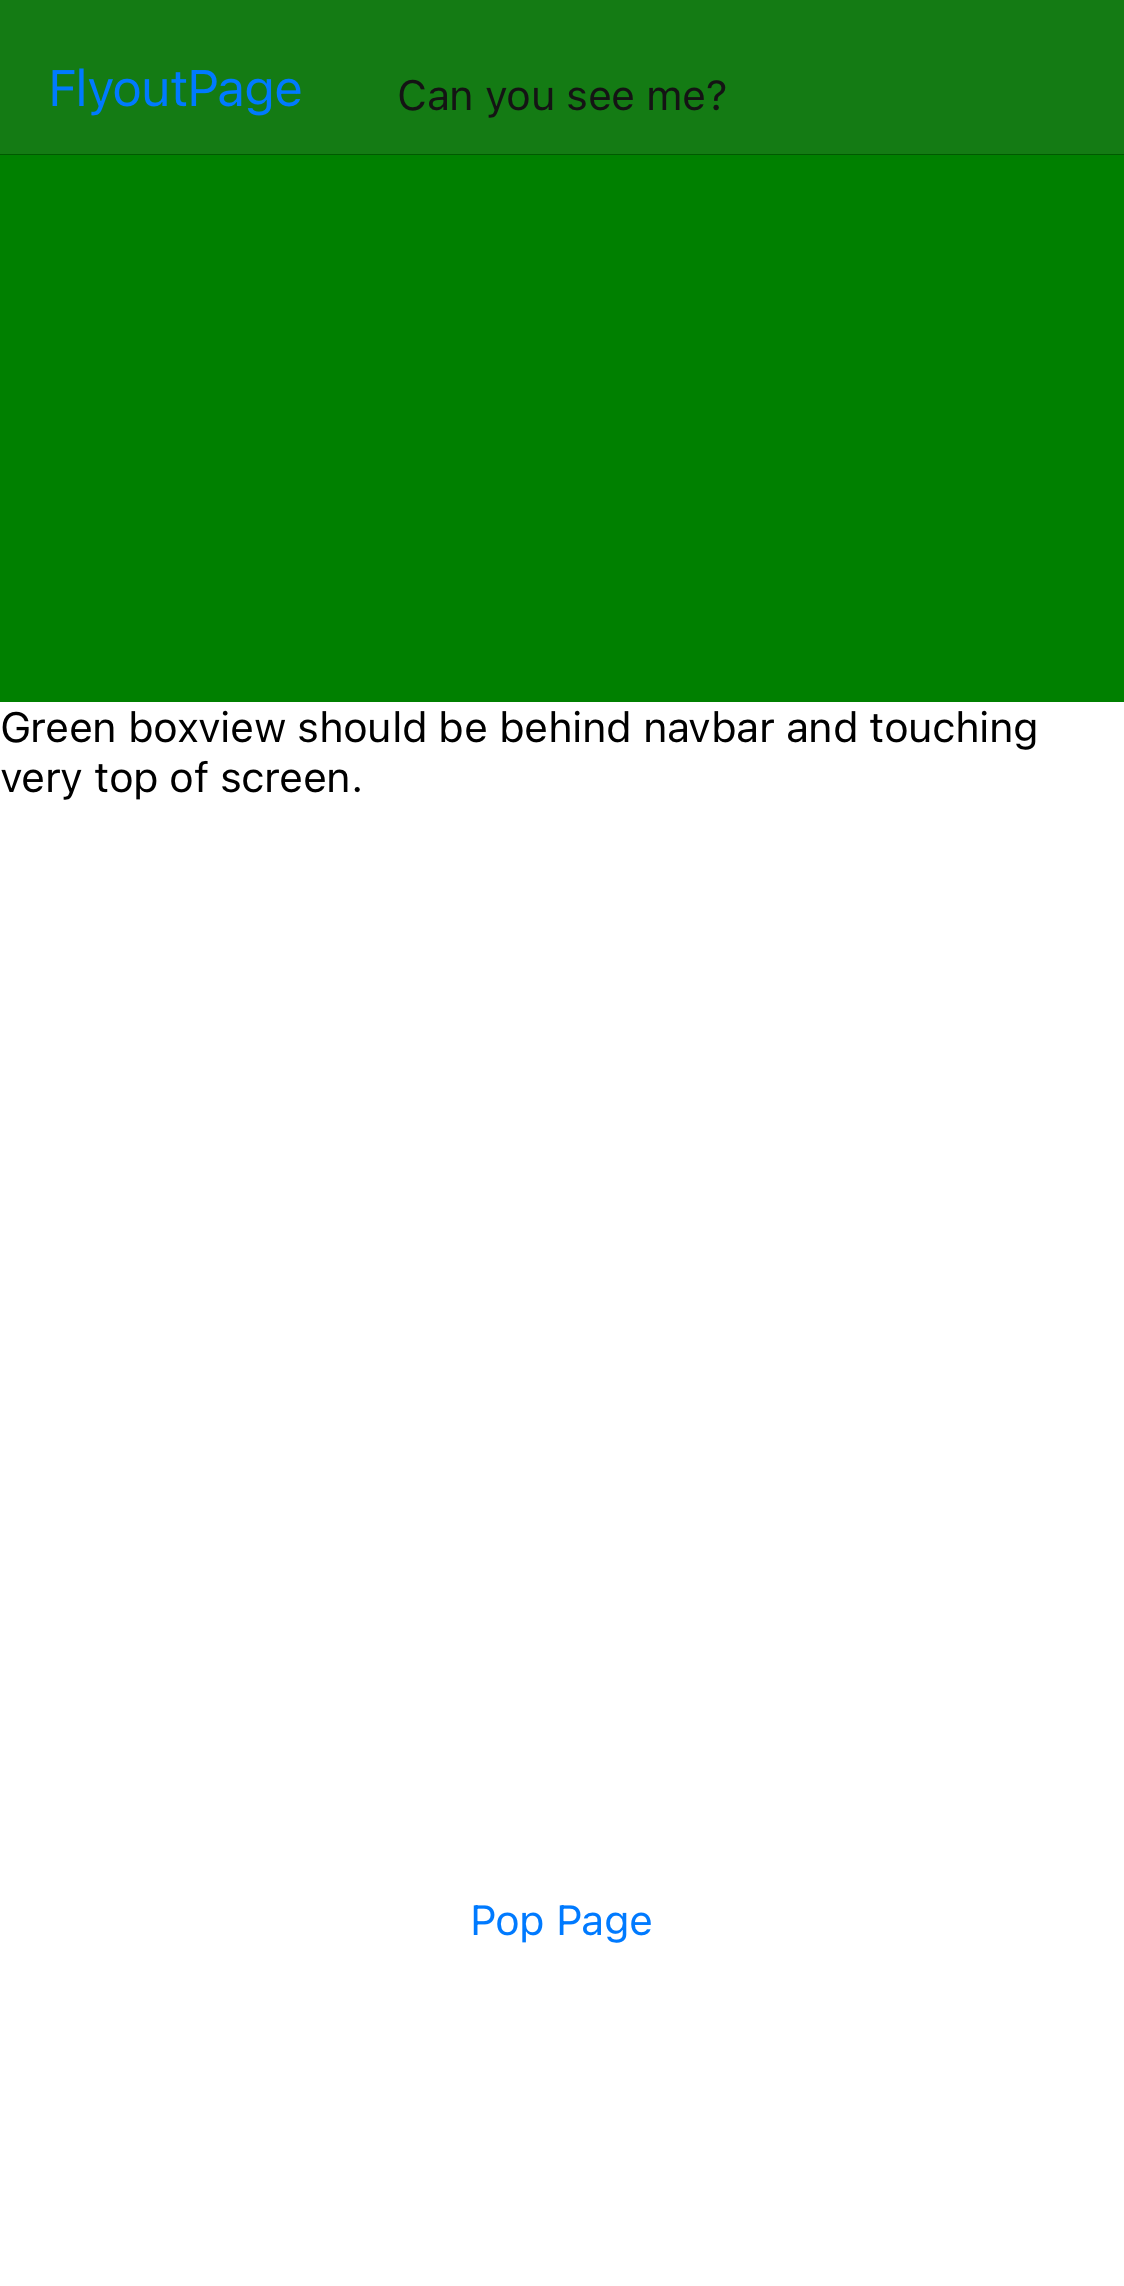 FlyoutPage
Can you see me?
Green boxview should be behind navbar and touching
very top of screen.
Pop Page